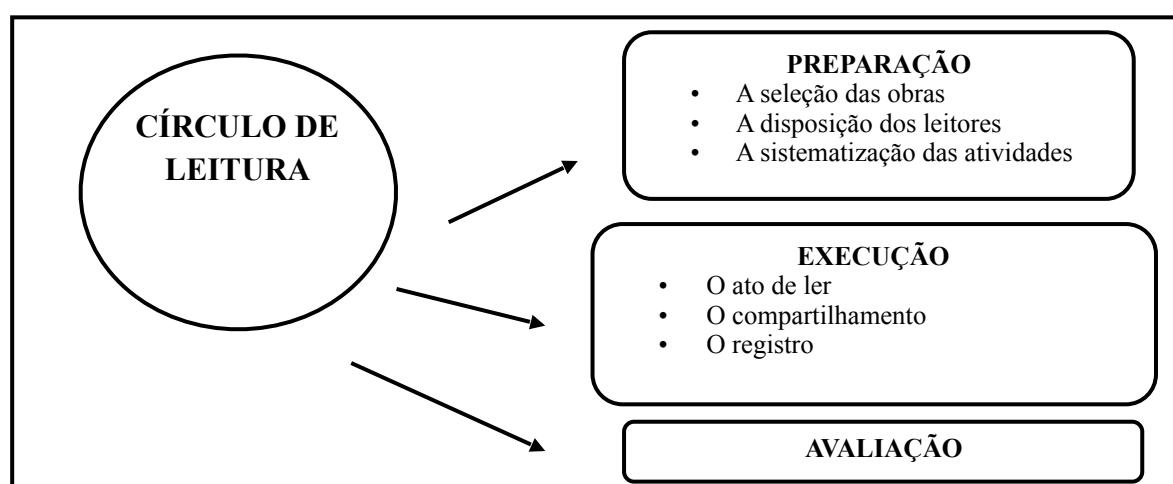 CÍRCULO DE
LEITURA
PREPARAÇÃO
• A seleção das obras
• A disposição dos leitores
• A sistematização das atividades
EXECUÇÃO
• O ato de ler
• O compartilhamento
• O registro
AVALIAÇÃO